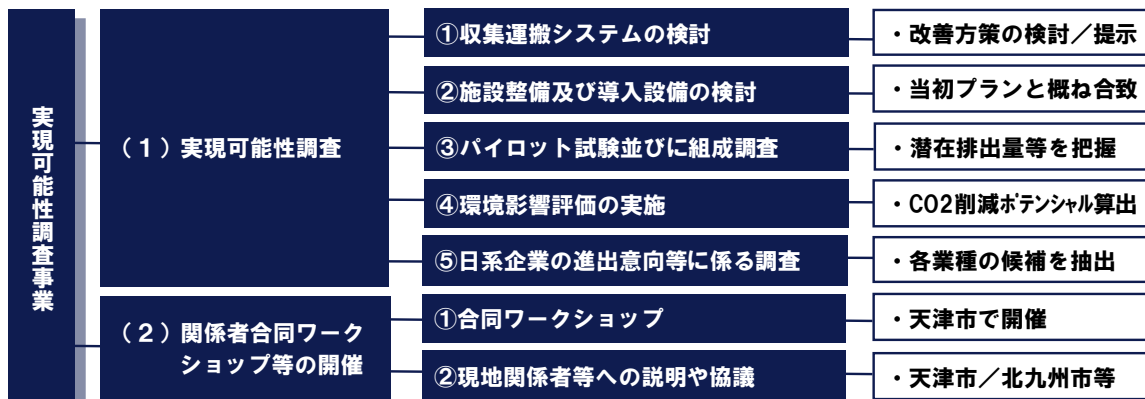 実現可能性調査事業
（１）実現可能性調査
①収集運搬システムの検討
・改善方策の検討／提示
②施設整備及び導入設備の検討
・当初プランと概ね合致
③パイロット試験並びに組成調査
・潜在排出量等を把握
④環境影響評価の実施
・CO2削減ﾎﾟﾃﾝｼｬﾙ算出
⑤日系企業の進出意向等に係る調査
・各業種の候補を抽出
（２）関係者合同ワーク
ショップ等の開催
①合同ワークショップ
・天津市で開催
②現地関係者等への説明や協議
・天津市／北九州市等